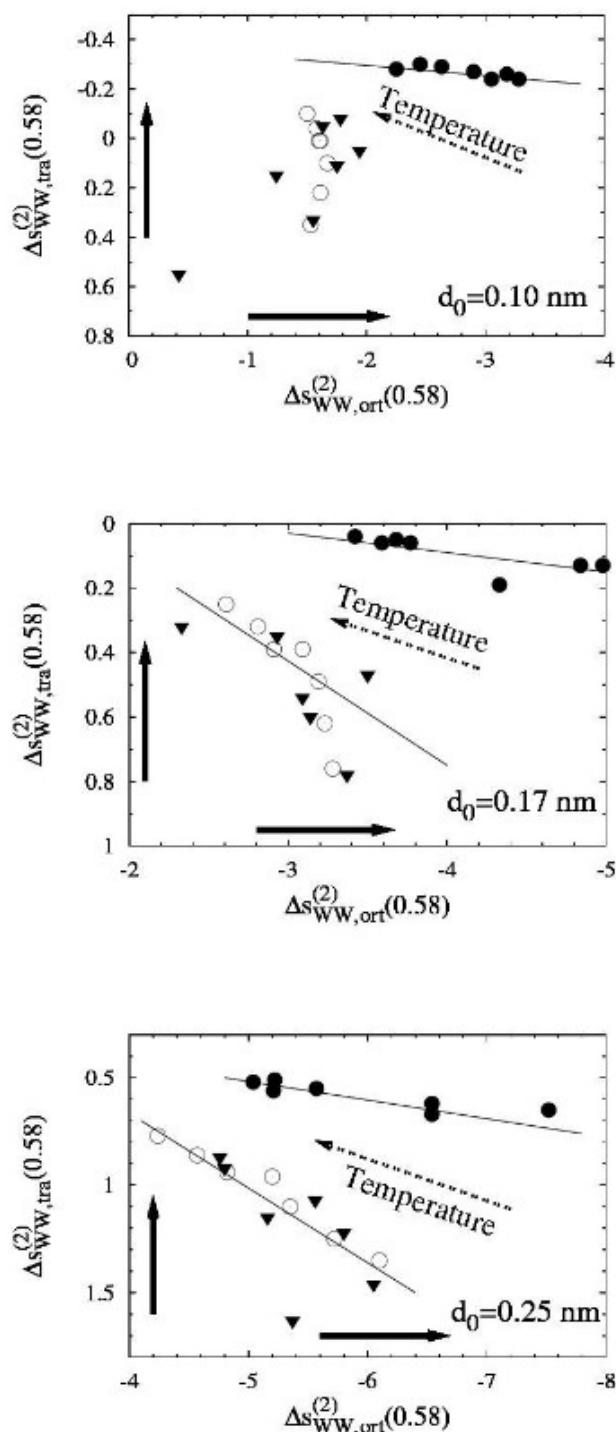 -0.4
-0.2
0
0.2
0.4
0.6
0.8
Δs(2)WW,tra(0.58)
Temperature
d0=0.10 nm
0 -1 -2 -3 -4
Δs(2)WW,ort(0.58)
0
0.2
0.4
0.6
0.8
1
Δs(2)WW,tra(0.58)
Temperature
d0=0.17 nm
-2 -3 -4 -5
Δs(2)WW,ort(0.58)
0.5
1
1.5
Δs(2)WW,tra(0.58)
Temperature
d0=0.25 nm
-4 -5 -6 -7 -8
Δs(2)WW,ort(0.58)